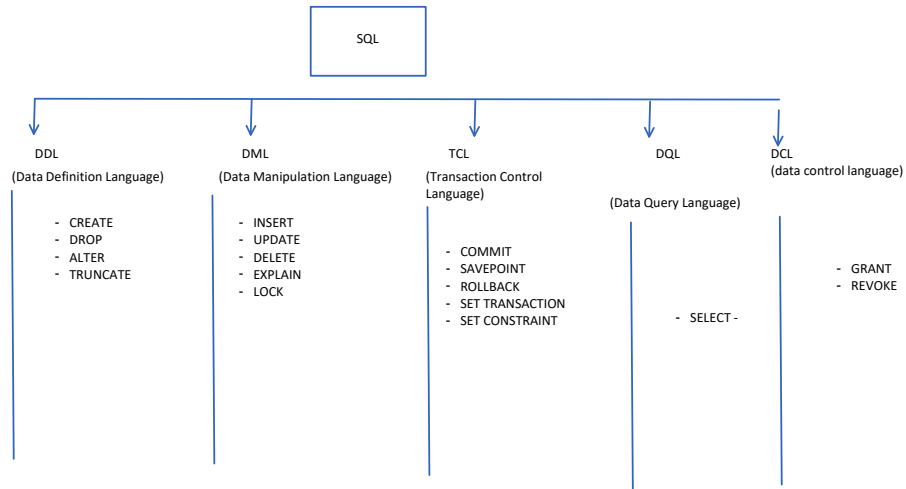 SQL
DDL
(Data Definition Language)
- CREATE
- DROP
- ALTER
- TRUNCATE
DML
(Data Manipulation Language)
- INSERT
- UPDATE
- DELETE
- EXPLAIN
- LOCK
TCL
(Transaction Control
Language)
- COMMIT
- SAVEPOINT
- ROLLBACK
- SET TRANSACTION
- SET CONSTRAINT
DQL
(Data Query Language)
- SELECT -
DCL
(data control language)
- GRANT
- REVOKE